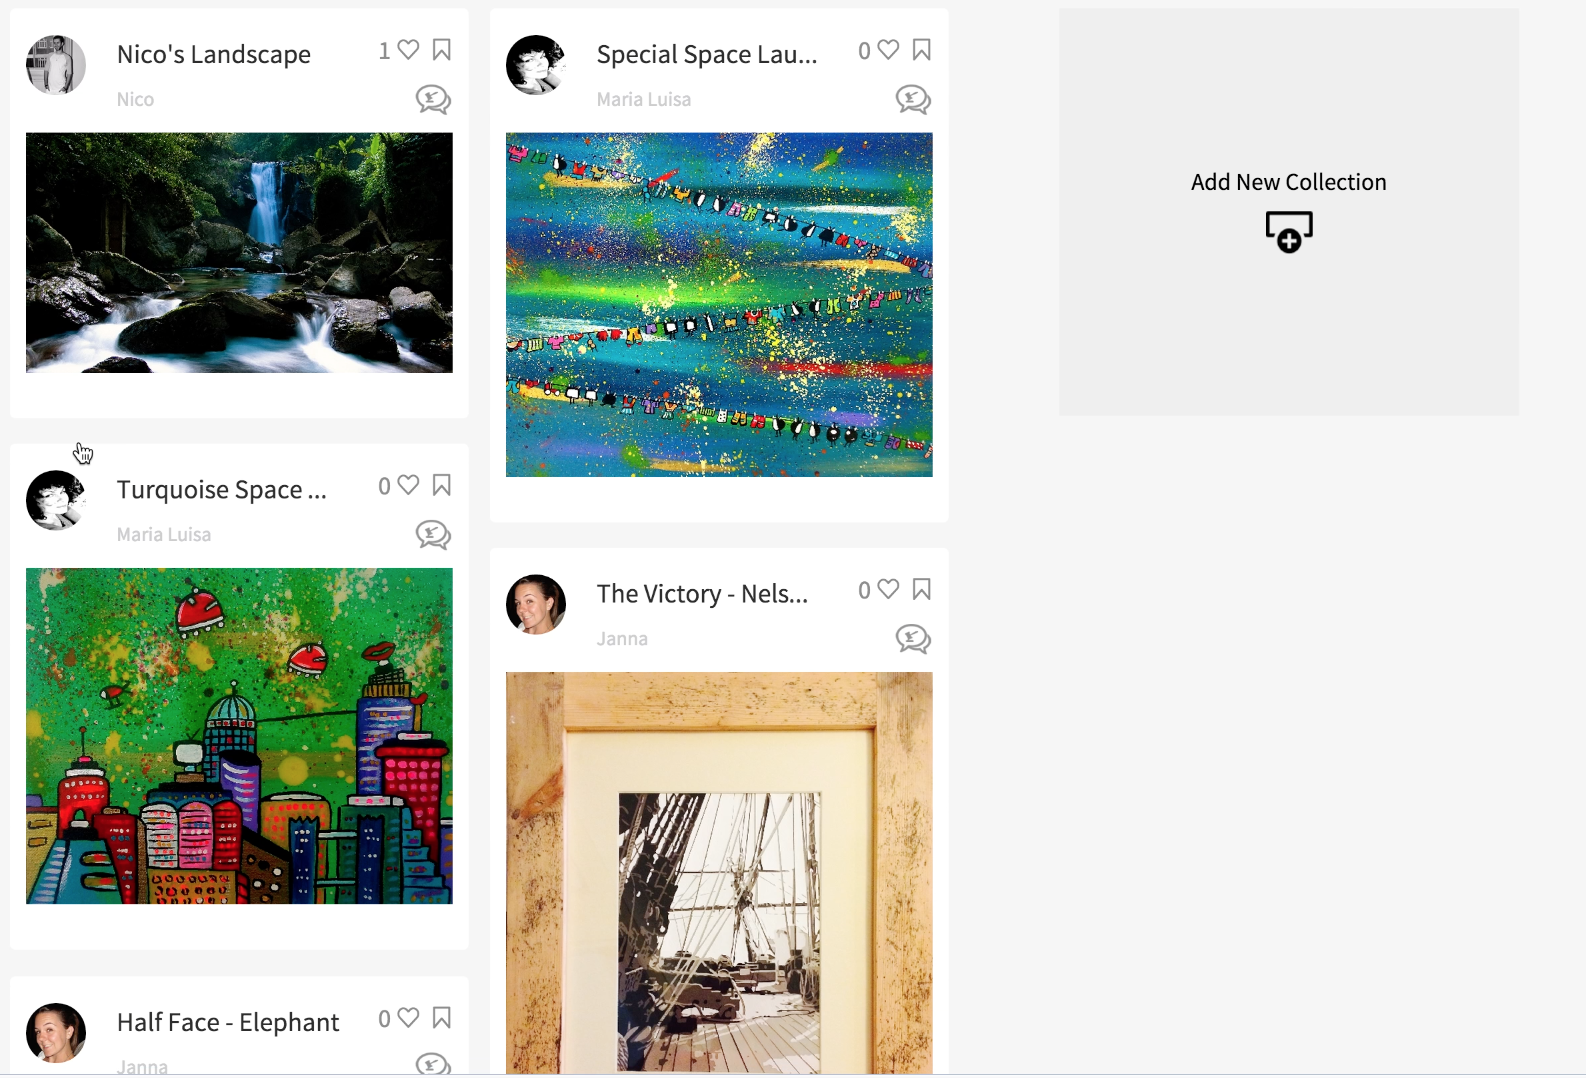 Nico's Landscape
1
Nico
Turquoise Space ...
0
Maria Luisa
Half Face - Elephant
0
Janna
Special Space Lau...
0
Maria Luisa
The Victory - Nels...
0
Janna
Add New Collection